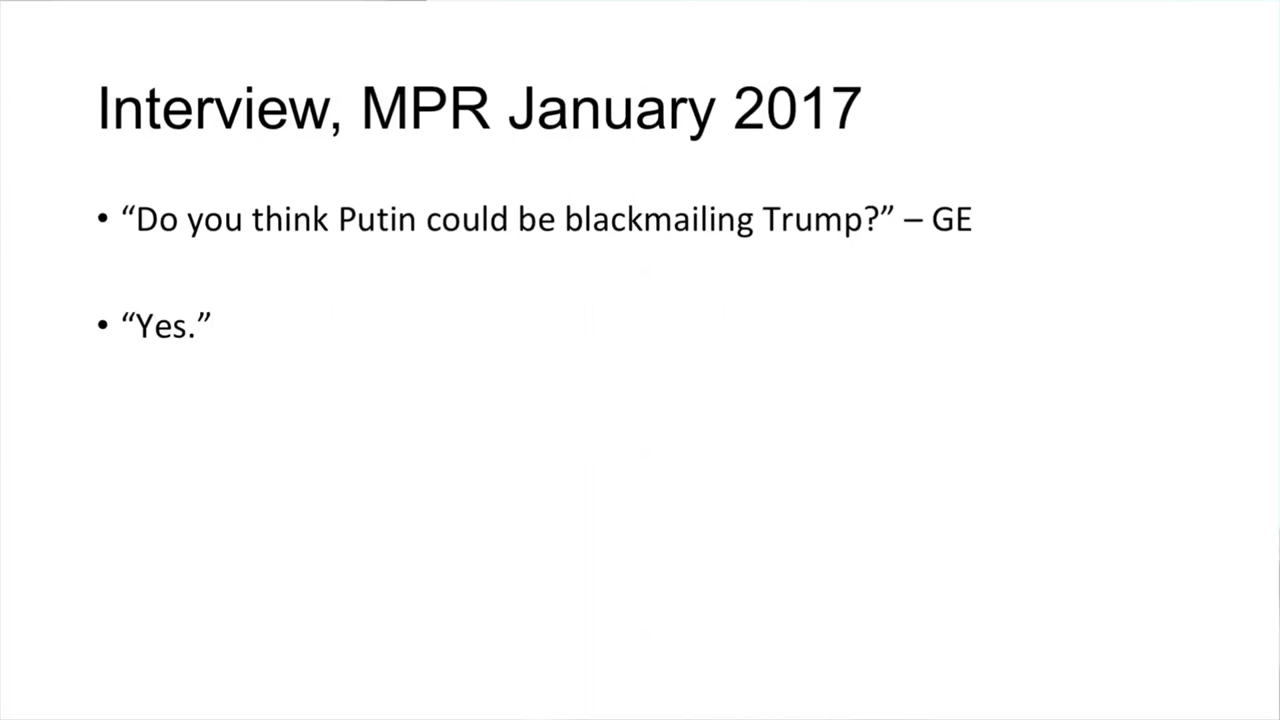 Interview, MPR January 2017
• “Do you think Putin could be blackmailing Trump?” – GE
• “Yes.”